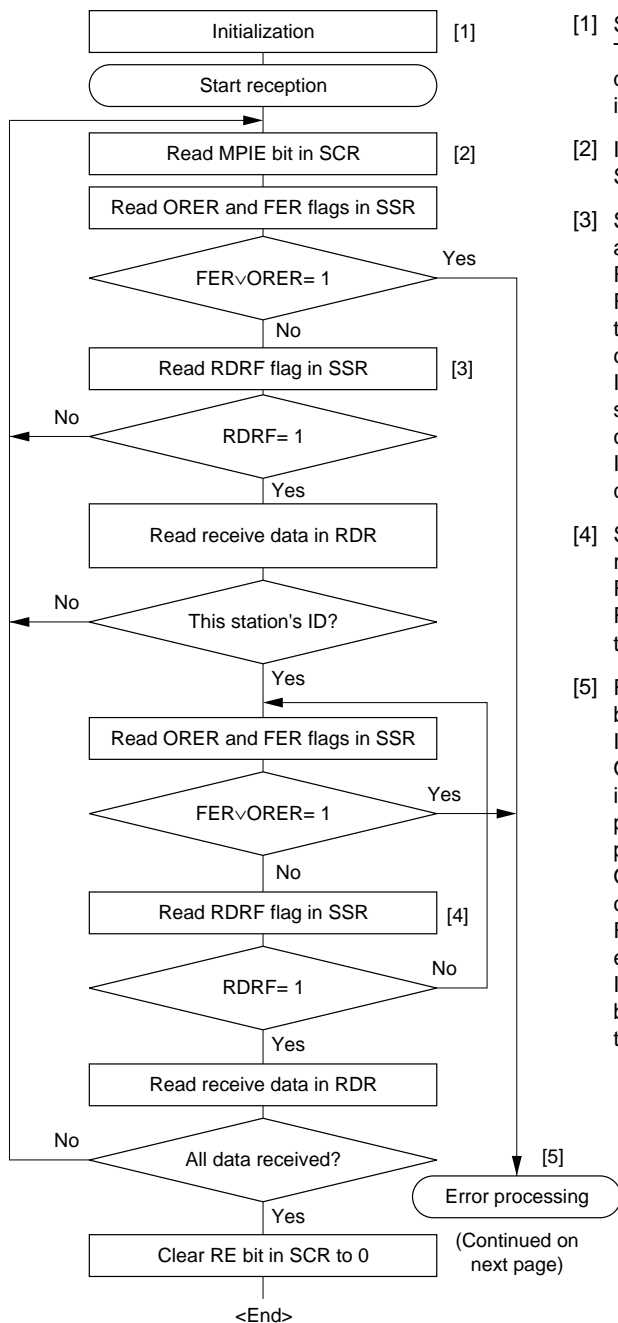 Initialization
[1]
Start reception
Read MPIE bit in SCR
[2]
Read ORER and FER flags in SSR
FER∨ORER= 1
Yes
No
Read RDRF flag in SSR
[3]
No
RDRF= 1
Yes
Read receive data in RDR
No
This station's ID?
Yes
Read ORER and FER flags in SSR
FER∨ORER= 1
Yes
No
Read RDRF flag in SSR
[4]
RDRF= 1
No
Yes
Read receive data in RDR
No
All data received?
[5]
Error processing
Yes
Clear RE bit in SCR to 0
(Continued on
next page)
<End>
[1]
[2]
[3]
[4]
[5]